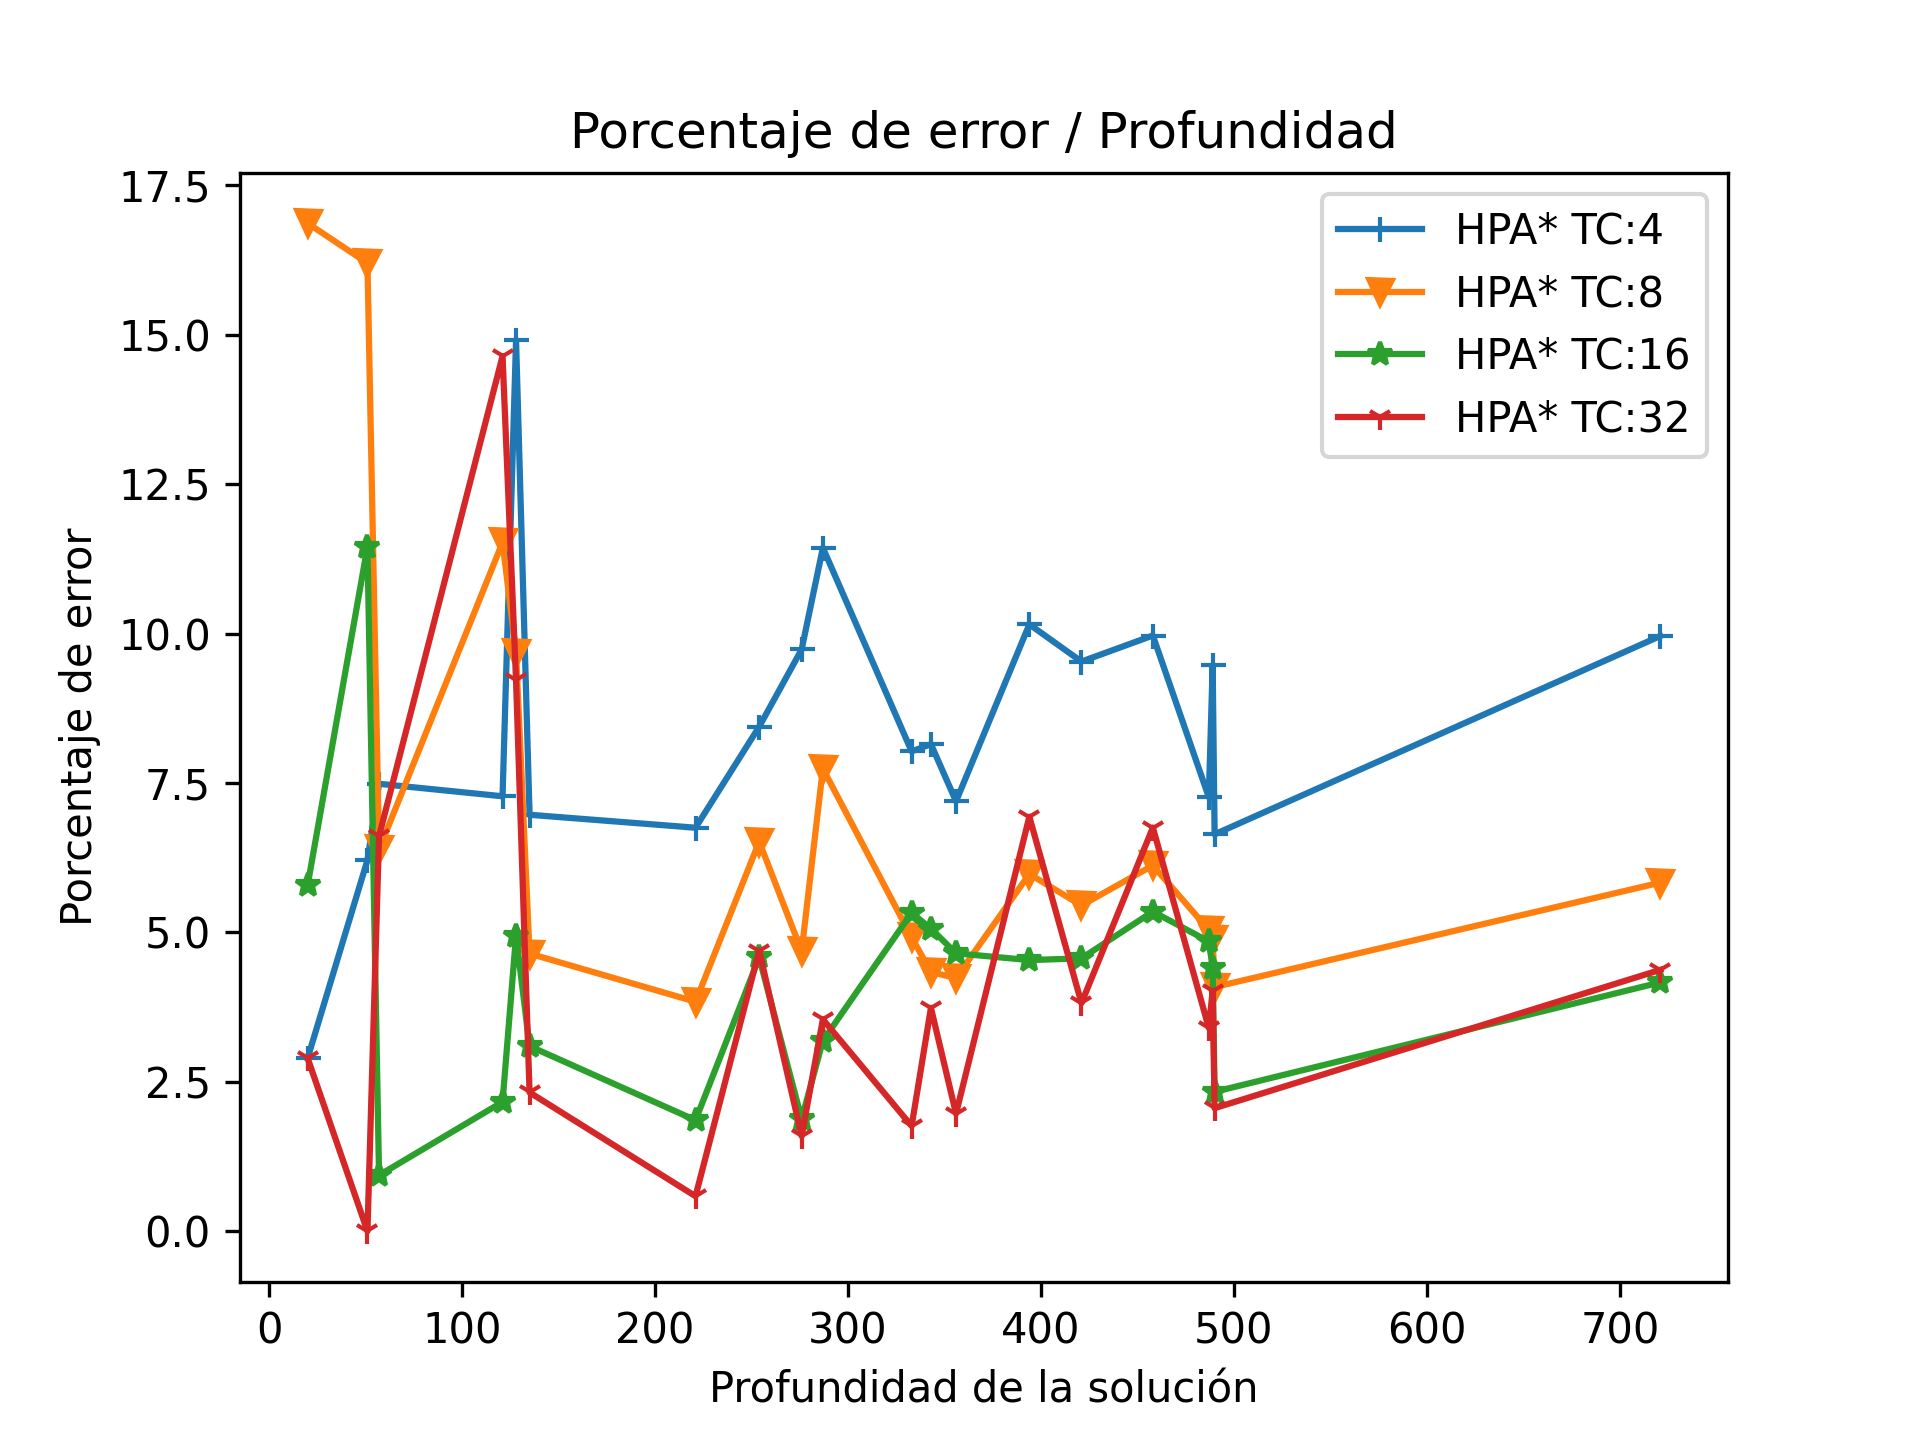 Porcentaje de error / Profundidad
17.5
15.0
12.5
10.0
7.5
5.0
2.5
0.0
Porcentaje de error
HPA* TC:4
HPA* TC:8
HPA* TC:16
HPA* TC:32
0 100 200 300 400 500 600 700
Profundidad de la solución